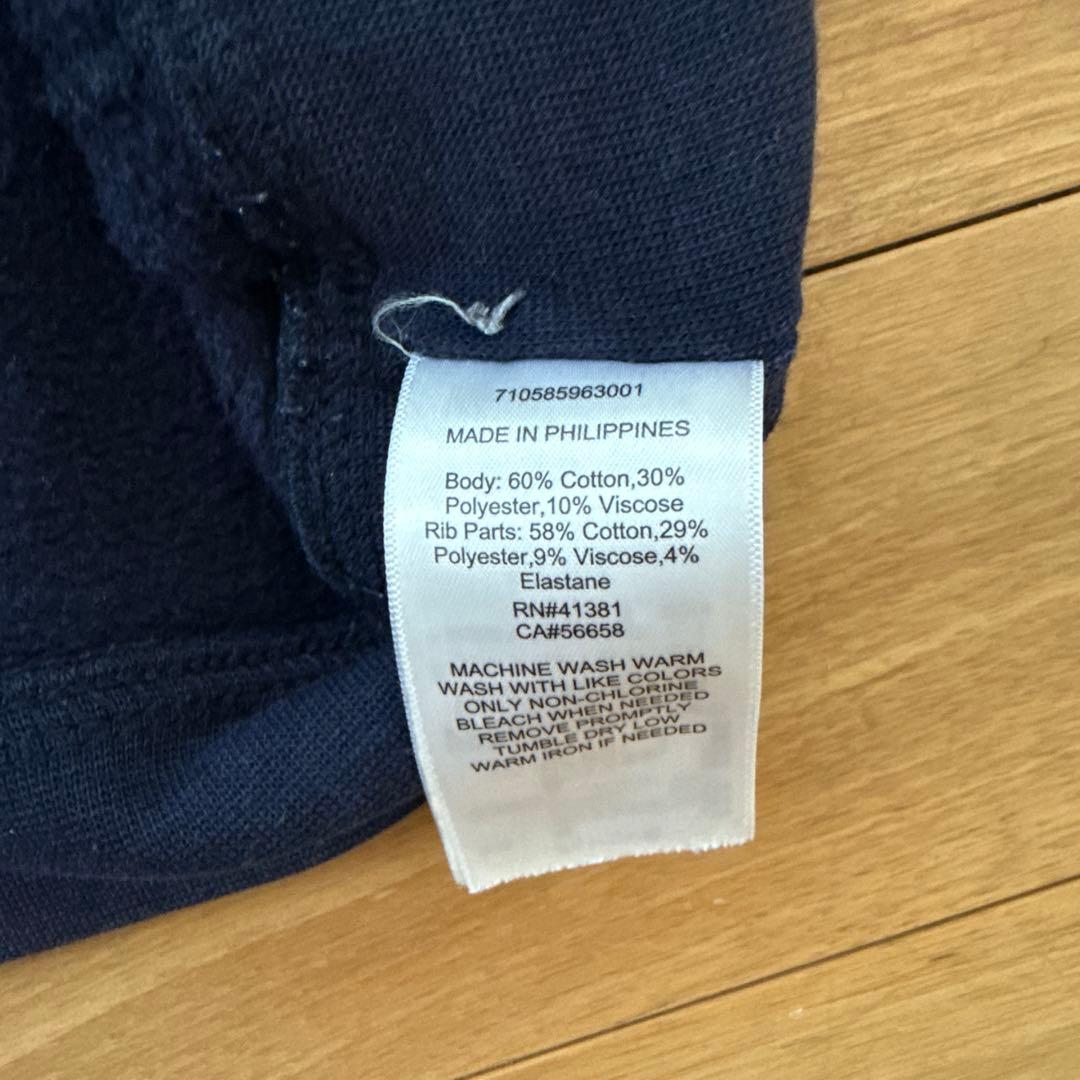 710585963001
MADE IN PHILIPPINES
Body: 60% Cotton,30%
Polyester,10% Viscose
Rib Parts: 58% Cotton,29%
Polyester,9% Viscose,4%
Elastane
RN#41381
CA#56658
MACHINE WASH WARM
WASH WITH LIKE COLORS
ONLY NON-CHLORINE
BLEACH WHEN NEEDED
REMOVE PROMPTLY
TUMBLE DRY LOW
WARM IRON IF NEEDED